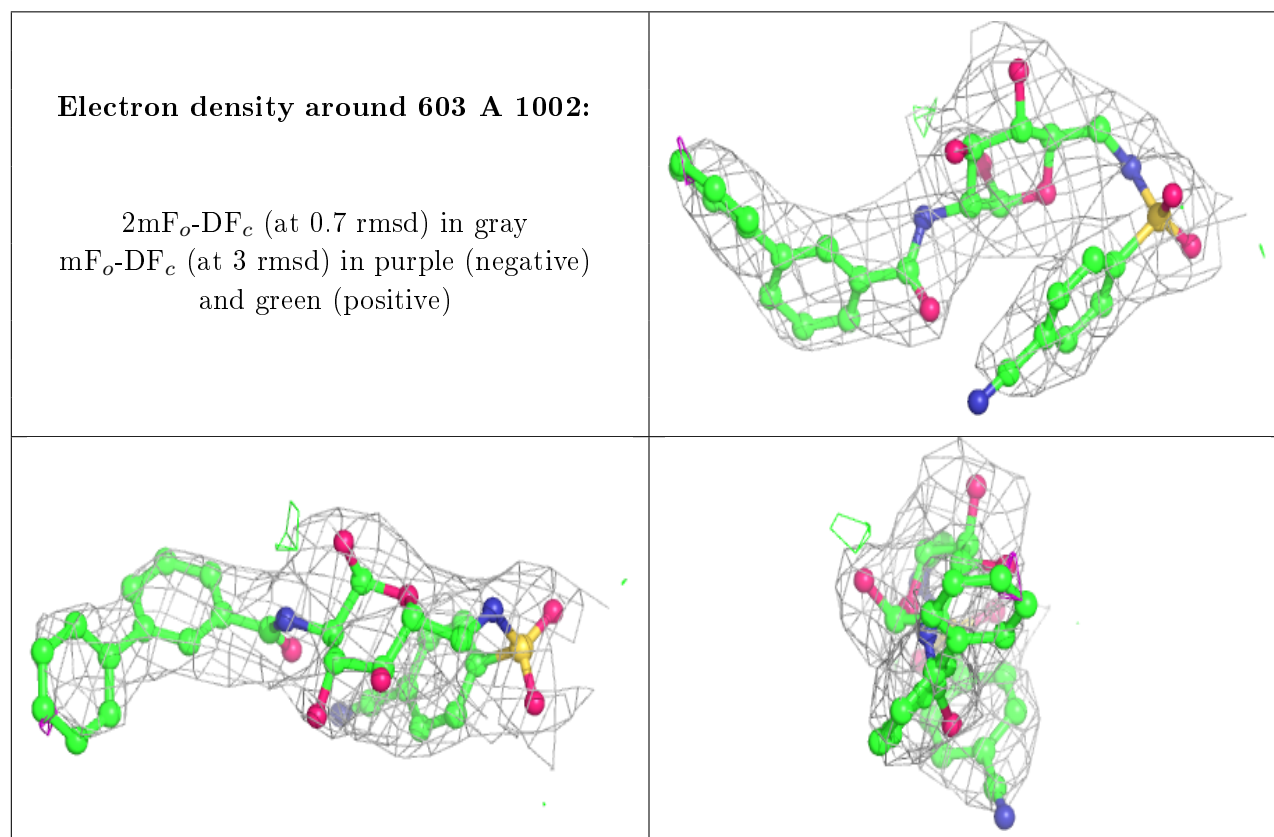 Electron density around 603 A 1002:
2mFₒ-DF𝒸 (at 0.7 rmsd) in gray
mFₒ-DF𝒸 (at 3 rmsd) in purple (negative)
and green (positive)